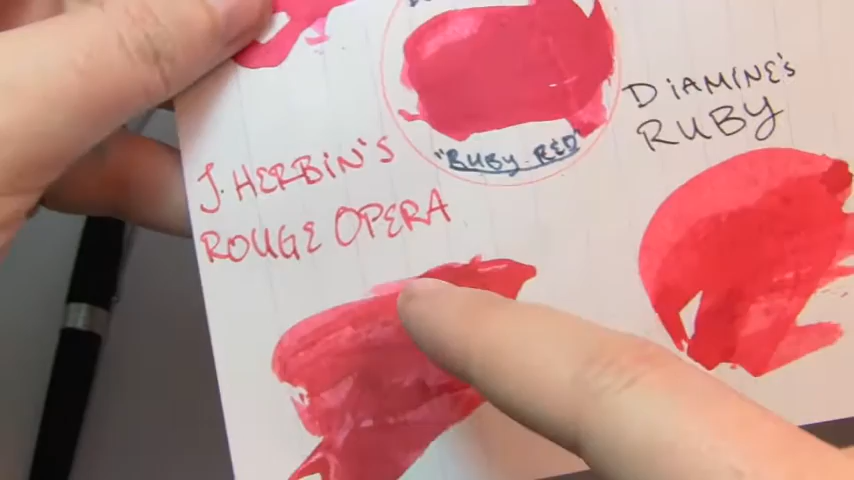 "RUBY RED"
DIAMINE'S
RUBY
J. HERBIN'S
ROUGE OPERA